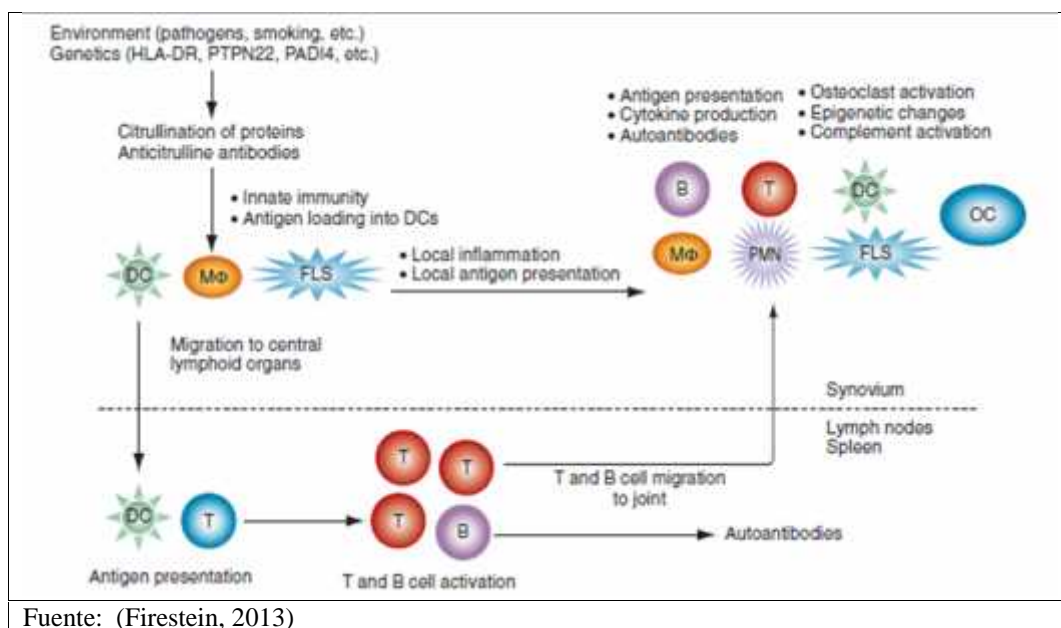 Environment (pathogens, smoking, etc.)
Genetics (HLA-DR, PTPN22, PADI4, etc.)
Citrullination of proteins
Anticitrulline antibodies
• Innate immunity
• Antigen loading into DCs
DC
MΦ
FLS
• Local inflammation
• Local antigen presentation
• Antigen presentation
• Cytokine production
• Autoantibodies
• Osteoclast activation
• Epigenetic changes
• Complement activation
B
T
DC
OC
MΦ
PMN
FLS
Migration to central
lymphoid organs
Synovium
Lymph nodes
Spleen
DC
T
T
T
T
B
T and B cell migration
to joint
Autoantibodies
Antigen presentation
T and B cell activation
Fuente: (Firestein, 2013)